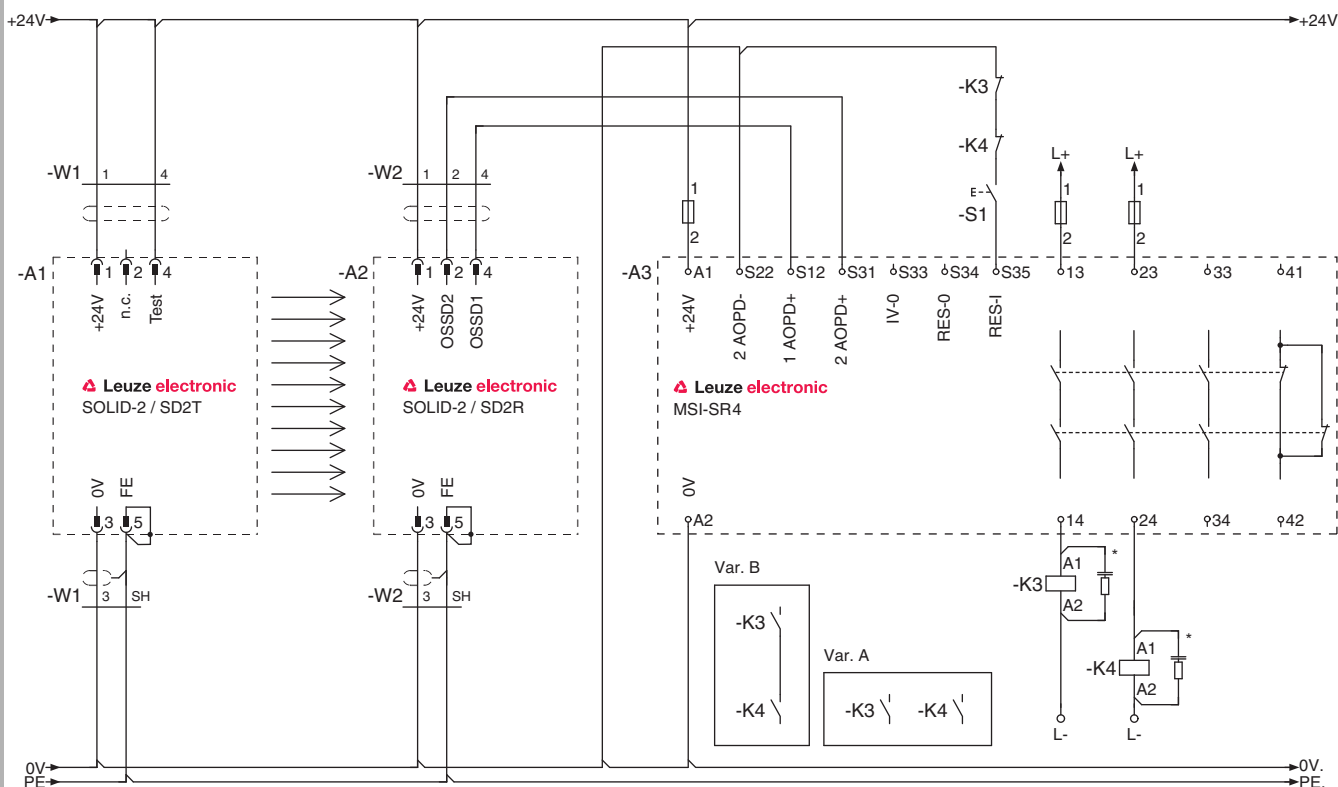 +24V
+24V
-K3
-K4
E--
-S1
L+
L+
-W1 1 4
-W2 1 2 4
1
2
1
2
1
2
-A1 1 2 4
+24V
n.c.
Test
-A2 1 2 4
+24V
OSSD2
OSSD1
-A3 A1 S22 S12 S31 S33 S34 S35 13 23 33 41
+24V
2 AOPD-
1 AOPD+
2 AOPD+
IV-0
RES-0
RES-I
Leuze electronic
SOLID-2 / SD2T
Leuze electronic
SOLID-2 / SD2R
Leuze electronic
MSI-SR4
0V
FE
3 5
0V
FE
3 5
0V
A2 14 24 34 42
-W1 3 SH
-W2 3 SH
Var. B
-K3
-K4
Var. A
-K3 -K4
A1 *
-K3
A2
A1 *
-K4
A2
L- L-
0V
0V.
PE
PE.